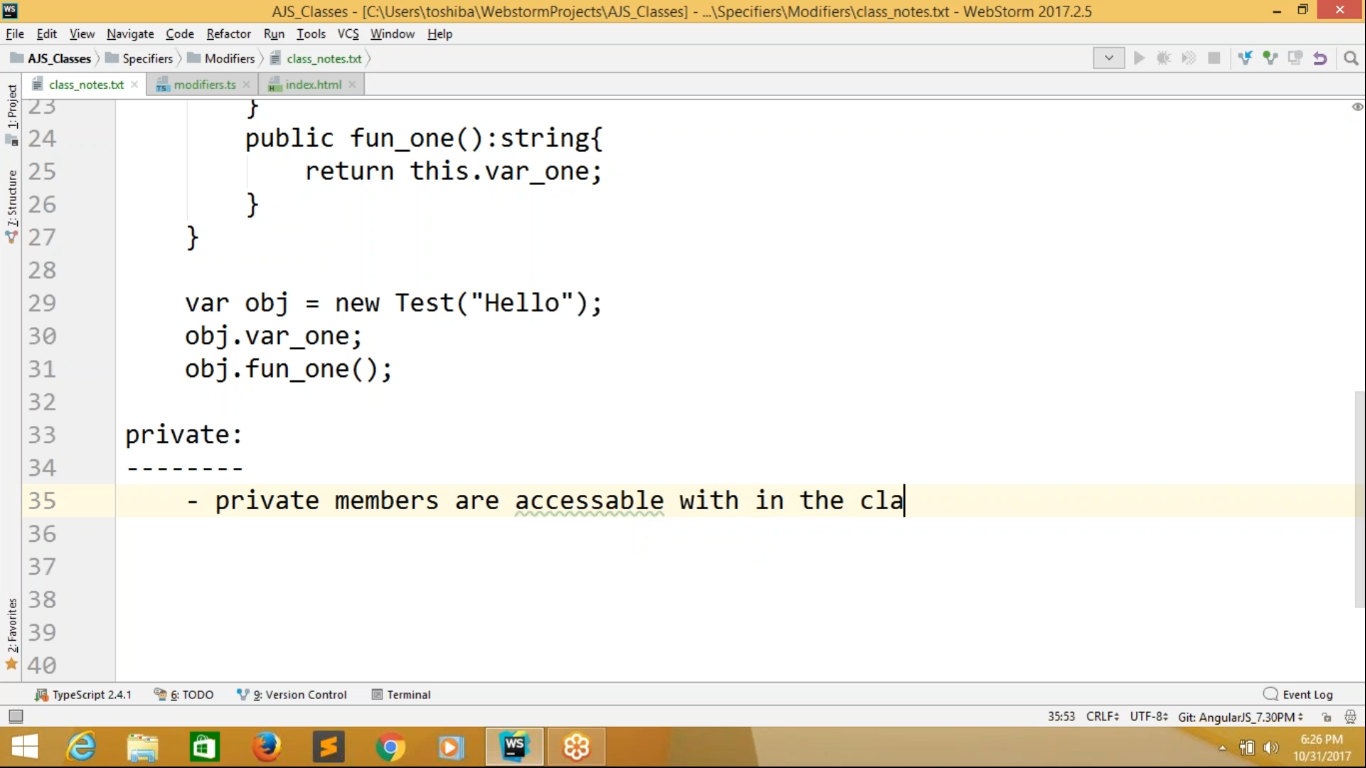 WS AJS_Classes - [C:\Users\toshiba\WebstormProjects\AJS_Classes] - ...\Specifiers\Modifiers\class_notes.txt - WebStorm 2017.2.5
File Edit View Navigate Code Refactor Run Tools VCS Window Help
AJS_Classes Specifiers Modifiers class_notes.txt
class_notes.txt modifiers.ts index.html
1: Project
7: Structure
2: Favorites
23 }
24 public fun_one():string{
25 return this.var_one;
26 }
27 }
28
29 var obj = new Test("Hello");
30 obj.var_one;
31 obj.fun_one();
32
33 private:
34 --------
35 - private members are accessable with in the cla
36
37
38
39
40
TypeScript 2.4.1 6: TODO 9: Version Control Terminal Event Log
35:53 CRLF UTF-8 Git: AngularJS_7.30PM
WS
6:26 PM
10/31/2017